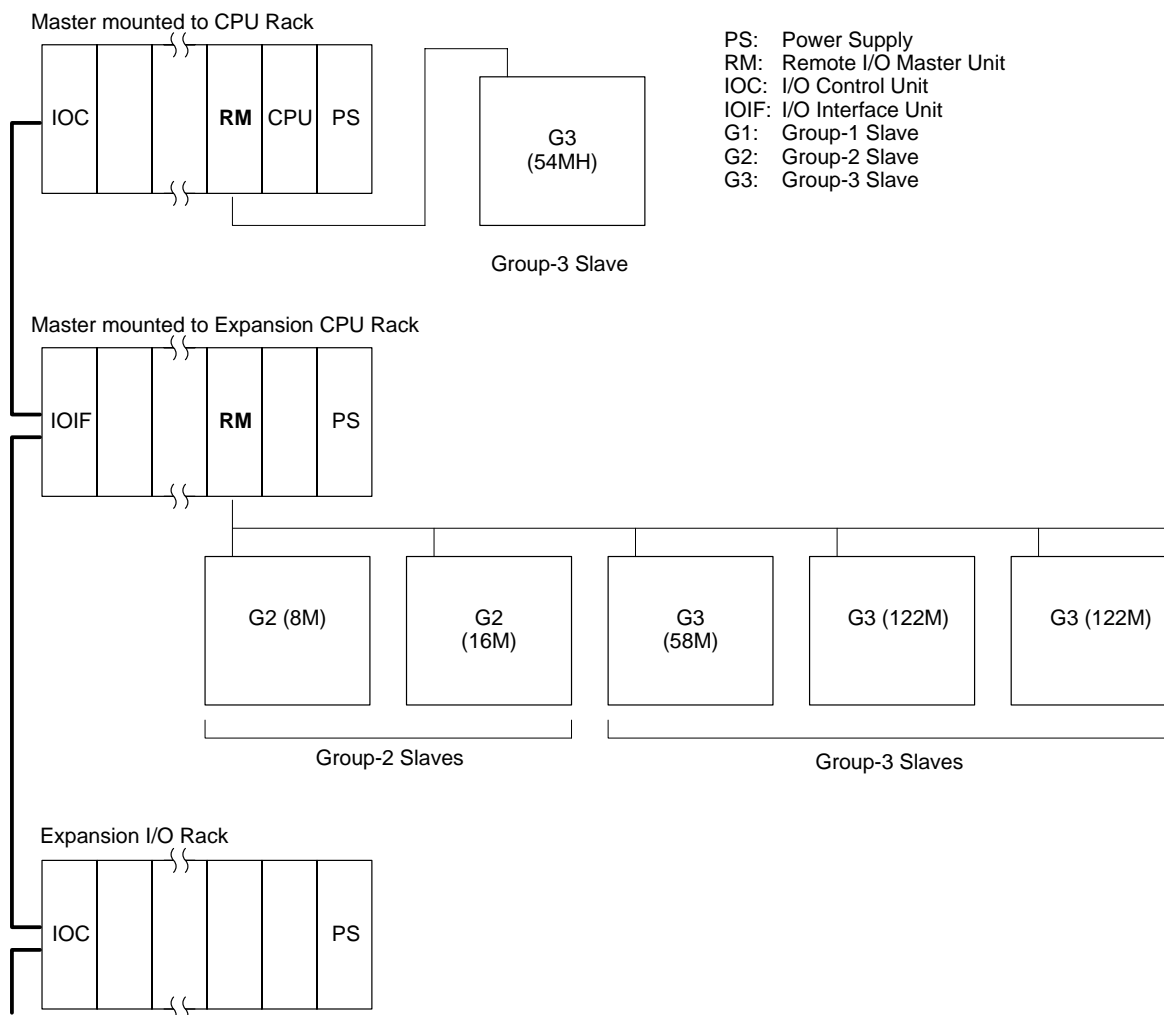 Master mounted to CPU Rack
IOC
RM
CPU
PS
G3
(54MH)
Group-3 Slave
PS: Power Supply
RM: Remote I/O Master Unit
IOC: I/O Control Unit
IOIF: I/O Interface Unit
G1: Group-1 Slave
G2: Group-2 Slave
G3: Group-3 Slave
Master mounted to Expansion CPU Rack
IOIF
RM
PS
G2 (8M)
G2
(16M)
G3
(58M)
G3 (122M)
G3 (122M)
Group-2 Slaves
Group-3 Slaves
Expansion I/O Rack
IOC
PS